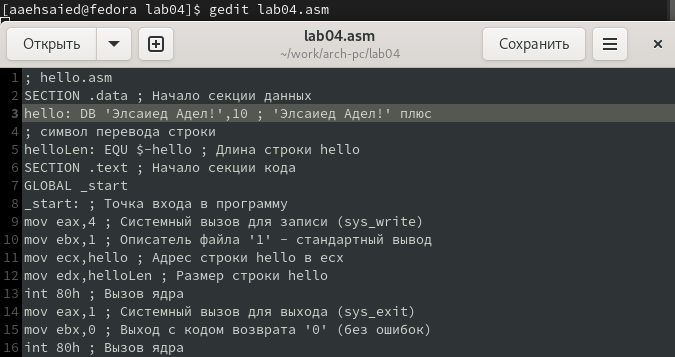 [aaehsaied@fedora lab04]$ gedit lab04.asm
Открыть
lab04.asm
~/work/arch-pc/lab04
Сохранить
1 ; hello.asm
2 SECTION .data ; Начало секции данных
3 hello: DB 'Элсаиед Адел!',10 ; 'Элсаиед Адел!' плюс
4 ; символ перевода строки
5 helloLen: EQU $-hello ; Длина строки hello
6 SECTION .text ; Начало секции кода
7 GLOBAL _start
8 _start: ; Точка входа в программу
9 mov eax,4 ; Системный вызов для записи (sys_write)
10 mov ebx,1 ; Описатель файла '1' - стандартный вывод
11 mov ecx,hello ; Адрес строки hello в ecx
12 mov edx,helloLen ; Размер строки hello
13 int 80h ; Вызов ядра
14 mov eax,1 ; Системный вызов для выхода (sys_exit)
15 mov ebx,0 ; Выход с кодом возврата '0' (без ошибок)
16 int 80h ; Вызов ядра